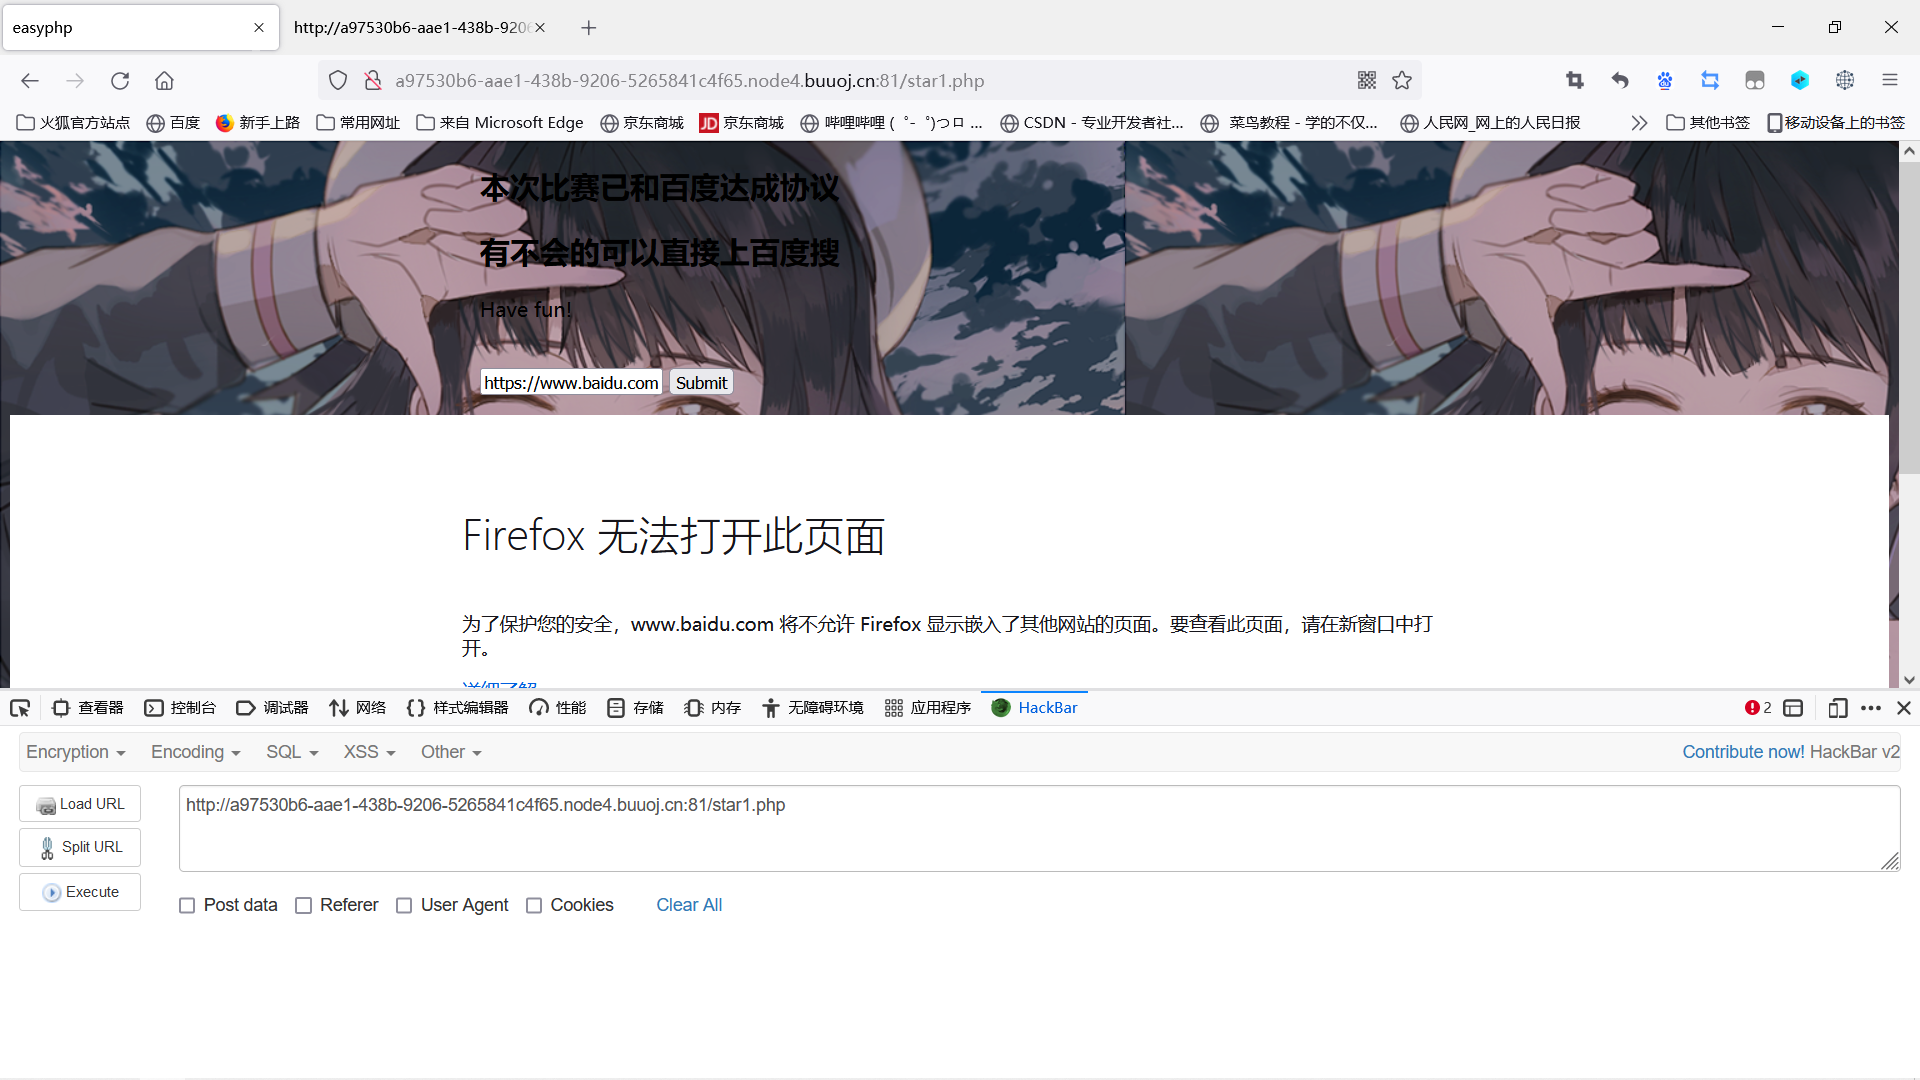 easyphp
http://a97530b6-aae1-438b-9206
a97530b6-aae1-438b-9206-5265841c4f65.node4.buuoj.cn:81/star1.php
火狐官方站点 百度 新手上路 常用网址 来自 Microsoft Edge 京东商城 JD 京东商城 哔哩哔哩 ( ゜- ゜)つロ ... CSDN - 专业开发者社... 菜鸟教程 - 学的不仅... 人民网_网上的人民日报 其他书签 移动设备上的书签
本次比赛已和百度达成协议
有不会的可以直接上百度搜
Have fun!
https://www.baidu.com Submit
Firefox 无法打开此页面
为了保护您的安全，www.baidu.com 将不允许 Firefox 显示嵌入了其他网站的页面。要查看此页面，请在新窗口中打
开。
详细了解
查看器 控制台 调试器 网络 样式编辑器 性能 存储 内存 无障碍环境 应用程序 HackBar 2
Encryption Encoding SQL XSS Other Contribute now! HackBar v2
Load URL http://a97530b6-aae1-438b-9206-5265841c4f65.node4.buuoj.cn:81/star1.php
Split URL
Execute
Post data Referer User Agent Cookies Clear All